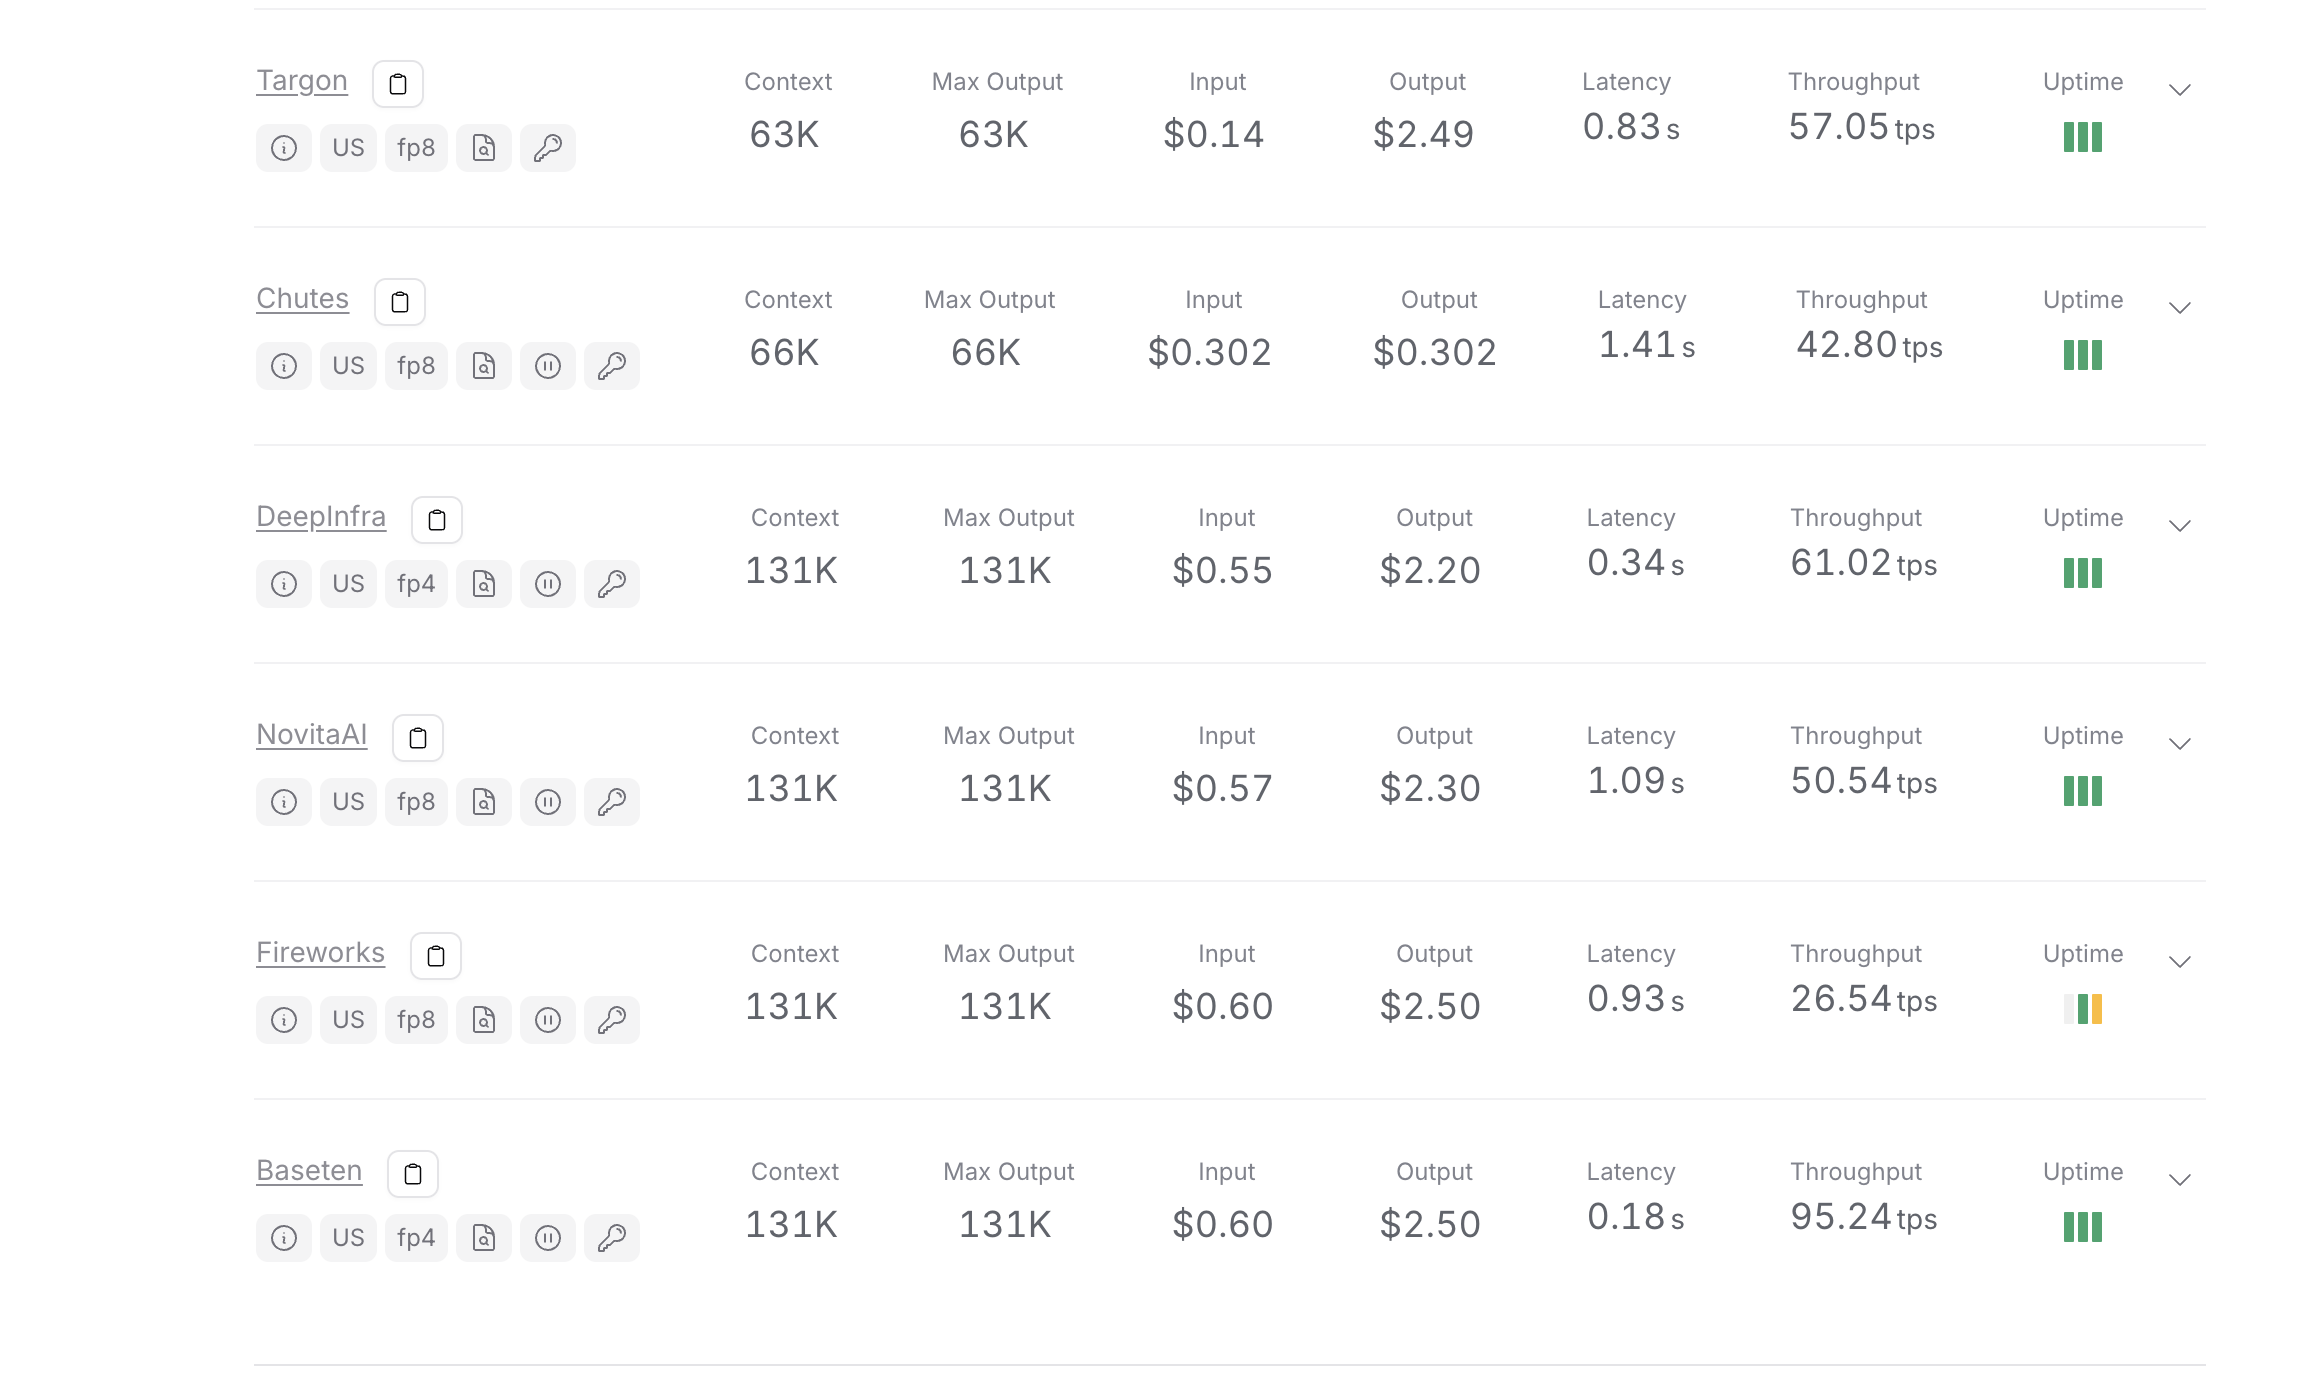 Targon Context Max Output Input Output Latency Throughput Uptime
63K 63K $0.14 $2.49 0.83 s 57.05 tps
US fp8
Chutes Context Max Output Input Output Latency Throughput Uptime
66K 66K $0.302 $0.302 1.41 s 42.80 tps
US fp8
DeepInfra Context Max Output Input Output Latency Throughput Uptime
131K 131K $0.55 $2.20 0.34 s 61.02 tps
US fp4
NovitaAI Context Max Output Input Output Latency Throughput Uptime
131K 131K $0.57 $2.30 1.09 s 50.54 tps
US fp8
Fireworks Context Max Output Input Output Latency Throughput Uptime
131K 131K $0.60 $2.50 0.93 s 26.54 tps
US fp8
Baseten Context Max Output Input Output Latency Throughput Uptime
131K 131K $0.60 $2.50 0.18 s 95.24 tps
US fp4